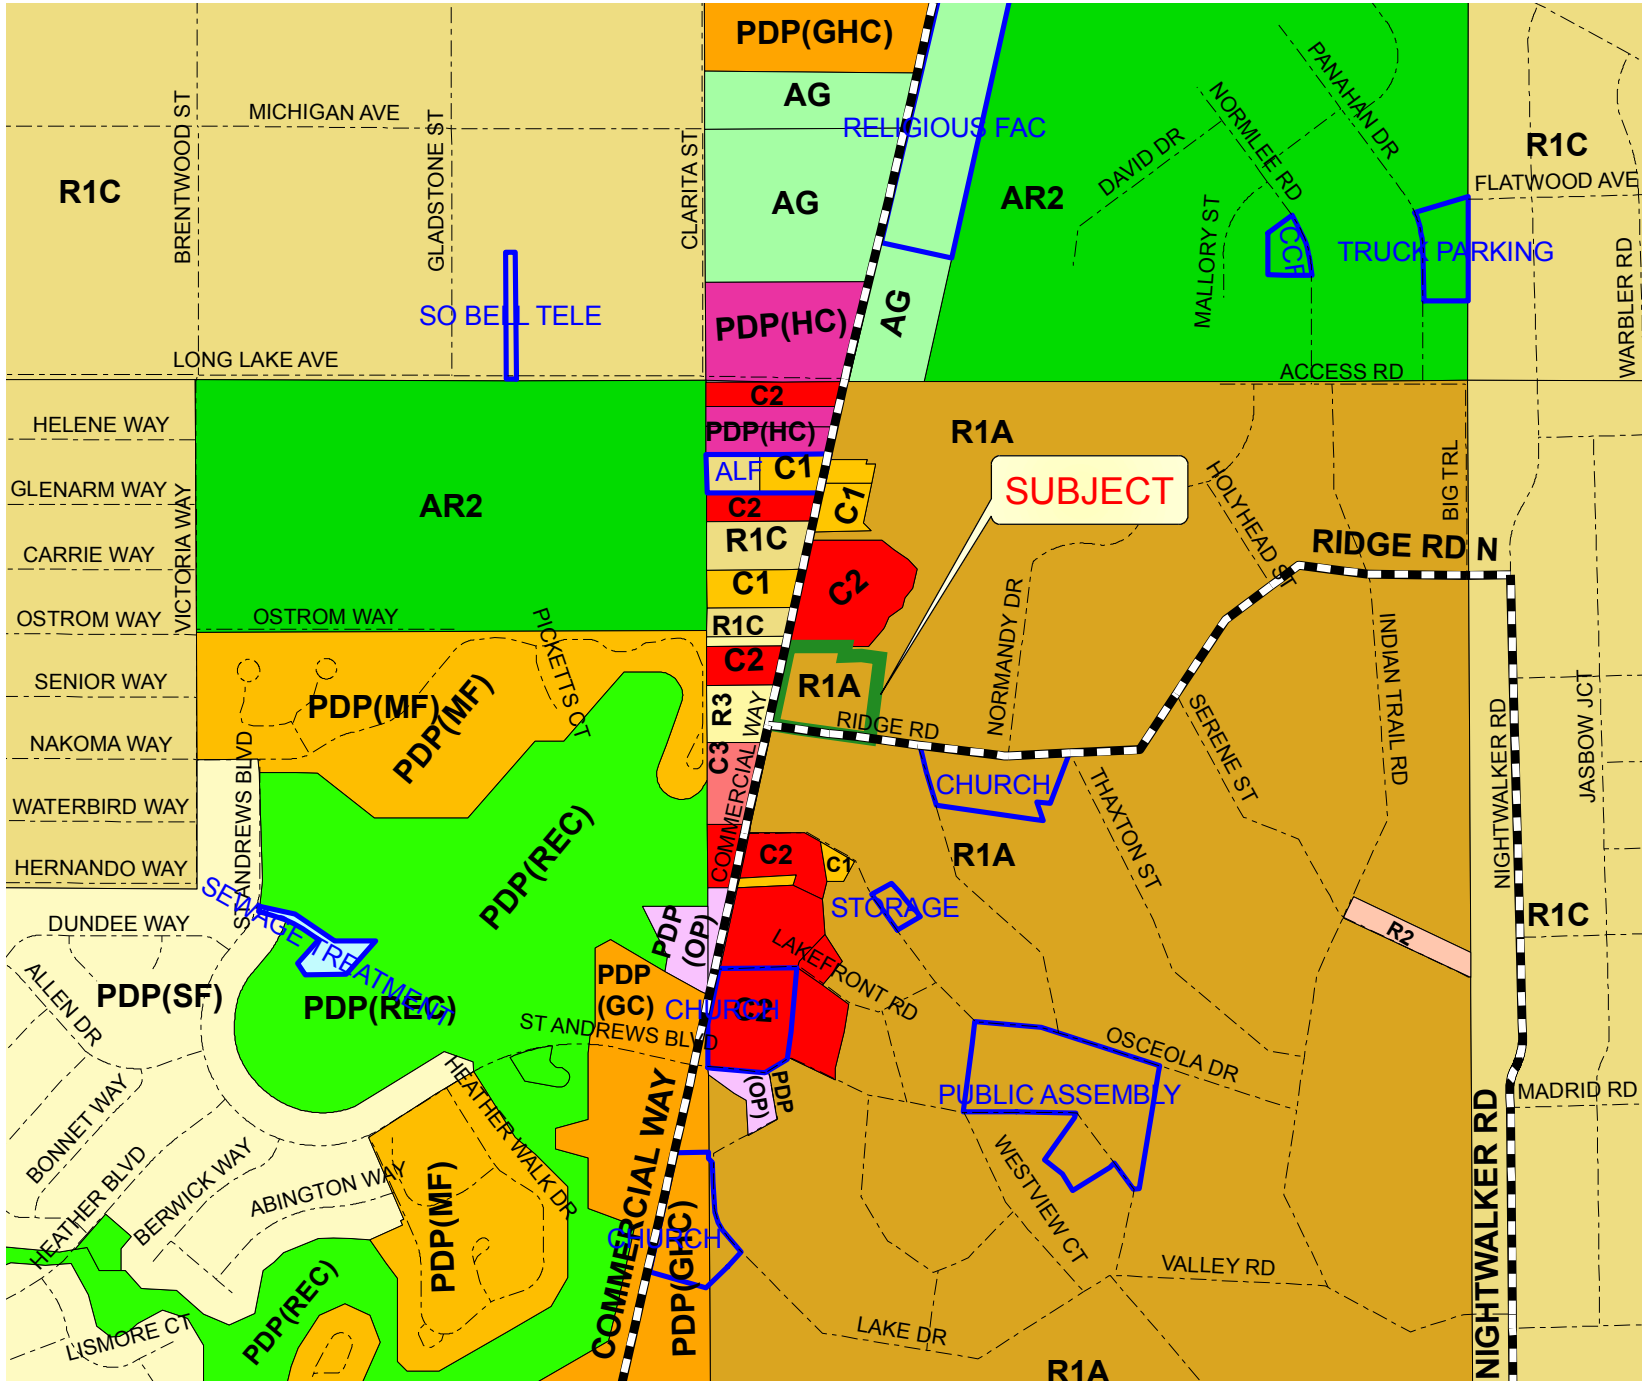 PDP(GHC)
AG
RELIGIOUS FAC
MICHIGAN AVE
BRENTWOOD ST
GLADSTONE ST
CLARITA ST
R1C
AG
AR2
DAVID DR
NORMLEE RD
PANAHAN DR
MALLORY ST
CCF
TRUCK PARKING
R1C
FLATWOOD AVE
WARBLER RD
SO BELL TELE
PDP(HC)
AG
LONG LAKE AVE
ACCESS RD
C2
PDP(HC)
ALF
C1
C1
C2
R1C
C1
R1C
C2
C2
R1A
SUBJECT
HOLYHEAD ST
BIG TRL
RIDGE RD N
HELENE WAY
GLENARM WAY
CARRIE WAY
OSTROM WAY
SENIOR WAY
NAKOMA WAY
WATERBIRD WAY
HERNANDO WAY
VICTORIA WAY
AR2
OSTROM WAY
PICKETTS CT
PDP(MF)
PDP(MF)
R3
WAY
R1A
RIDGE RD
NORMANDY DR
SERENE ST
INDIAN TRAIL RD
NIGHTWALKER RD
JASBOW JCT
ST ANDREWS BLVD
PDP(REC)
C3
COMMERCIAL
CHURCH
THAXTON ST
R1A
C2
C1
STORAGE
R2
R1C
DUNDEE WAY
SEWAGE TREATMENT
PDP(SF)
ALLEN DR
PDP(REC)
PDP
(OP)
PDP
(GC)
LAKEFRONT RD
CHURCH
C2
ST ANDREWS BLVD
PDP
(OP)
OSCEOLA DR
PUBLIC ASSEMBLY
MADRID RD
BONNET WAY
HEATHER BLVD
BERWICK WAY
ABINGTON WAY
HEATHER WALK DR
PDP(MF)
COMMERCIAL WAY
CHURCH
PDP(GHC)
WESTVIEW CT
VALLEY RD
NIGHTWALKER RD
LISMORE CT
PDP(REC)
LAKE DR
R1A